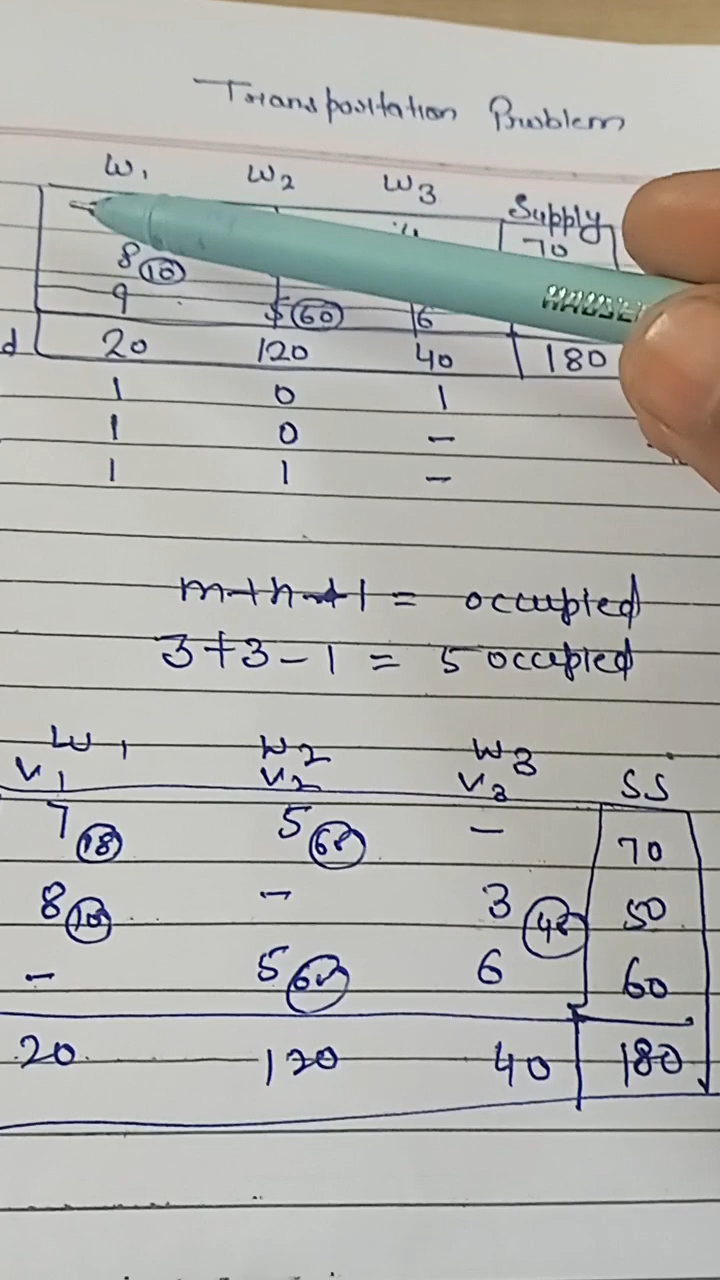 Transportation Problem
W1 W2 W3 Supply
70
8 (10)
9 5 (60) 6
d 20 120 40 180
1 0 1
1 0 -
1 1 -
m+n-1 = occupied
3+3-1 = 5 occupied
W1 W2 W3
V1 V2 V3 SS
7 (10) 5 (60) - 70
8 (10) - 3 (40) 50
- 5 (60) 6 60
20 120 40 180